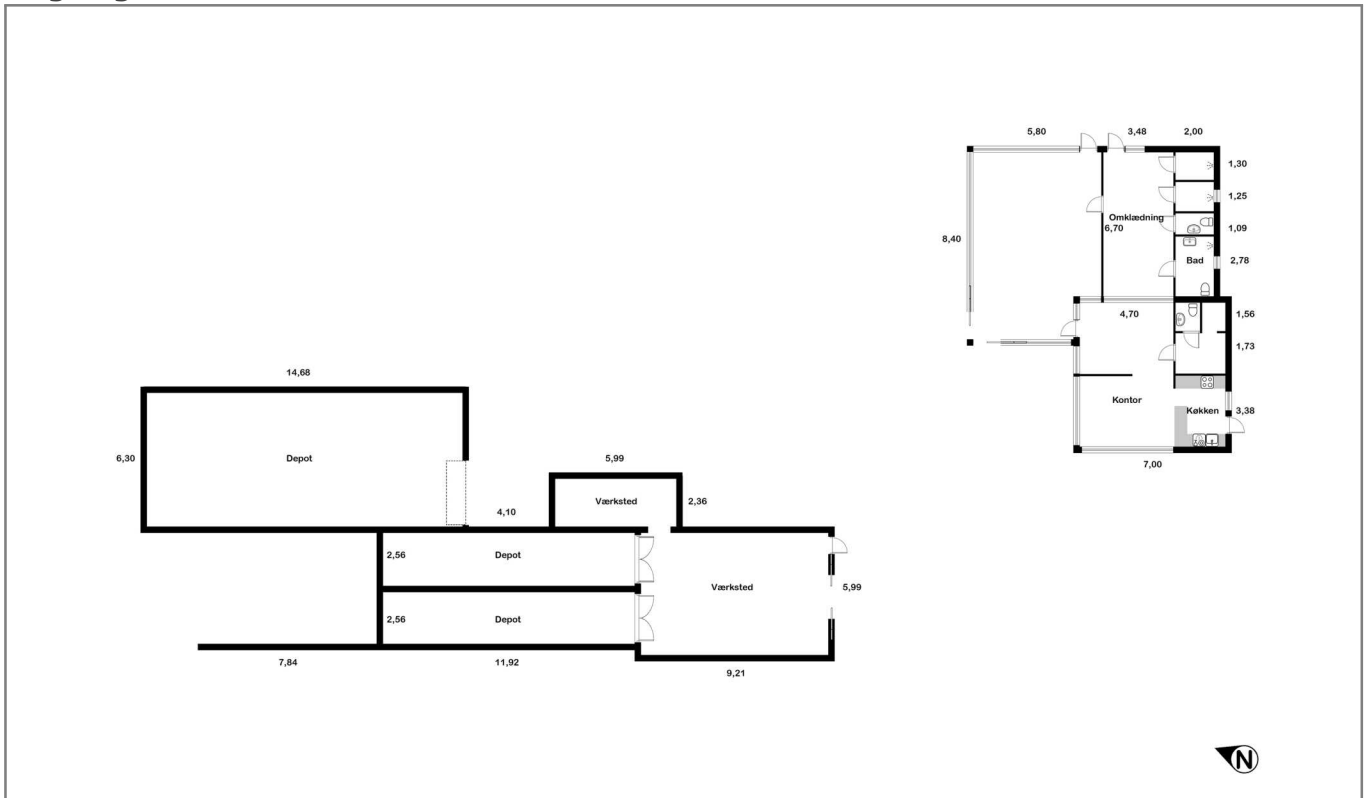 5,80
3,48
2,00
1,30
1,25
Omklædning
6,70
1,09
8,40
Bad
2,78
4,70
1,56
1,73
Kontor
Køkken
3,38
7,00
14,68
6,30
Depot
5,99
Værksted
2,36
4,10
2,56
Depot
Værksted
5,99
2,56
Depot
7,84
11,92
9,21
N